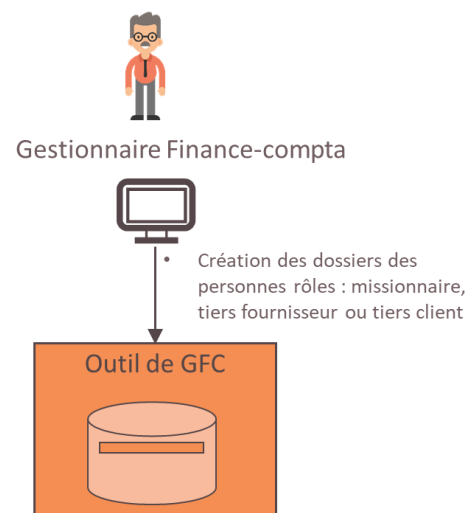 Gestionnaire Finance-compta
• Création des dossiers des
personnes rôles : missionnaire,
tiers fournisseur ou tiers client
Outil de GFC